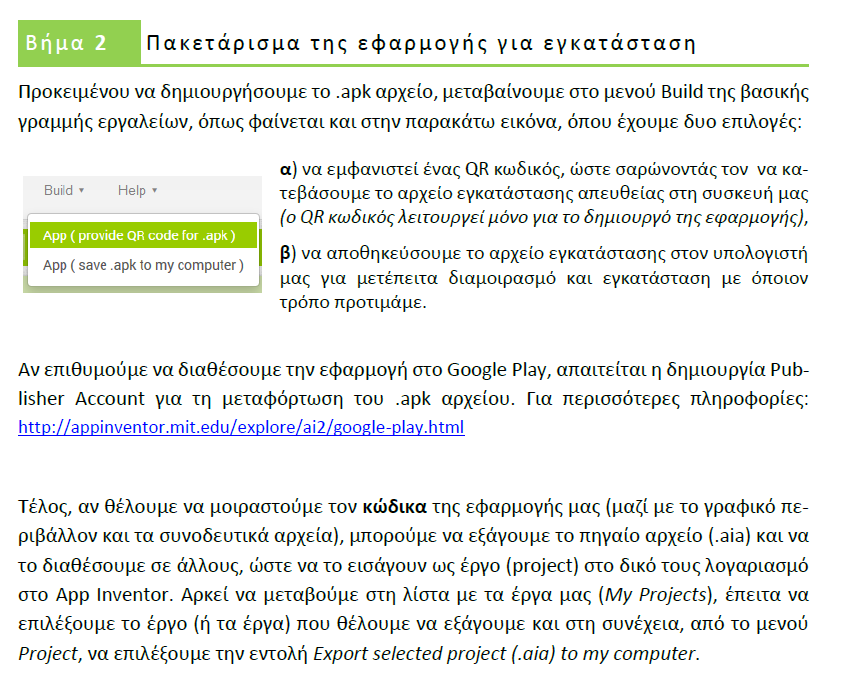 Βήμα 2 Πακετάρισμα της εφαρμογής για εγκατάσταση
Προκειμένου να δημιουργήσουμε το .apk αρχείο, μεταβαίνουμε στο μενού Build της βασικής
γραμμής εργαλείων, όπως φαίνεται και στην παρακάτω εικόνα, όπου έχουμε δυο επιλογές:
Build ▾ Help ▾
App ( provide QR code for .apk )
App ( save .apk to my computer )
α) να εμφανιστεί ένας QR κωδικός, ώστε σαρώνοντάς τον να κα-
τεβάσουμε το αρχείο εγκατάστασης απευθείας στη συσκευή μας
(ο QR κωδικός λειτουργεί μόνο για το δημιουργό της εφαρμογής),
β) να αποθηκεύσουμε το αρχείο εγκατάστασης στον υπολογιστή
μας για μετέπειτα διαμοιρασμό και εγκατάσταση με όποιον
τρόπο προτιμάμε.
Αν επιθυμούμε να διαθέσουμε την εφαρμογή στο Google Play, απαιτείται η δημιουργία Pub-
lisher Account για τη μεταφόρτωση του .apk αρχείου. Για περισσότερες πληροφορίες:
http://appinventor.mit.edu/explore/ai2/google-play.html
Τέλος, αν θέλουμε να μοιραστούμε τον κώδικα της εφαρμογής μας (μαζί με το γραφικό πε-
ριβάλλον και τα συνοδευτικά αρχεία), μπορούμε να εξάγουμε το πηγαίο αρχείο (.aia) και να
το διαθέσουμε σε άλλους, ώστε να το εισάγουν ως έργο (project) στο δικό τους λογαριασμό
στο App Inventor. Αρκεί να μεταβούμε στη λίστα με τα έργα μας (My Projects), έπειτα να
επιλέξουμε το έργο (ή τα έργα) που θέλουμε να εξάγουμε και στη συνέχεια, από το μενού
Project, να επιλέξουμε την εντολή Export selected project (.aia) to my computer.